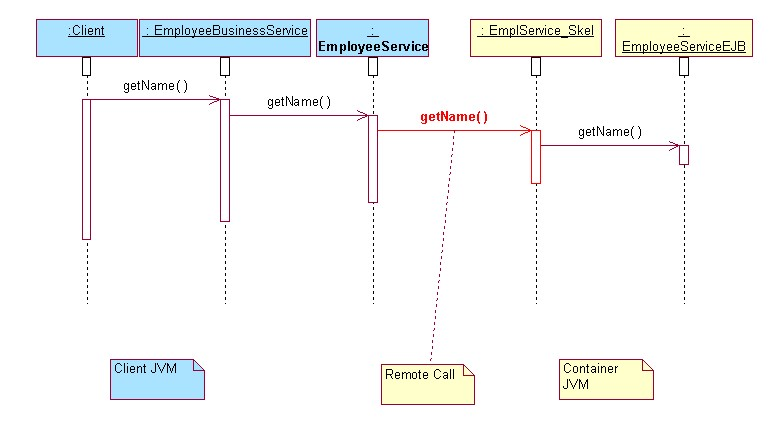 :Client
: EmployeeBusinessService
:
EmployeeService
: EmplService_Skel
:
EmployeeServiceEJB
getName( )
getName( )
getName( )
getName( )
Client JVM
Remote Call
Container
JVM